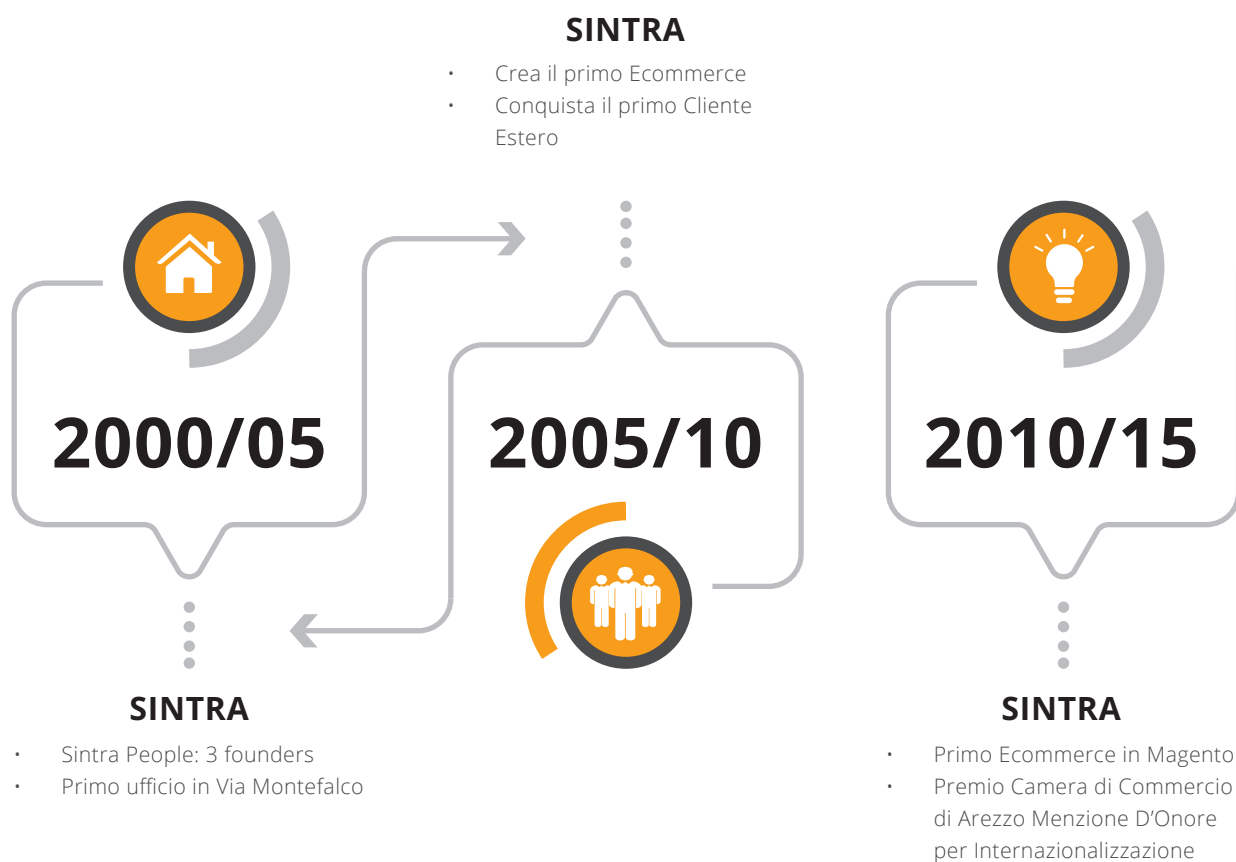 SINTRA
• Crea il primo Ecommerce
• Conquista il primo Cliente
Estero
2000/05
2005/10
2010/15
SINTRA
• Sintra People: 3 founders
• Primo ufficio in Via Montefalco
SINTRA
• Primo Ecommerce in Magento
• Premio Camera di Commercio
di Arezzo Menzione D'Onore
per Internazionalizzazione